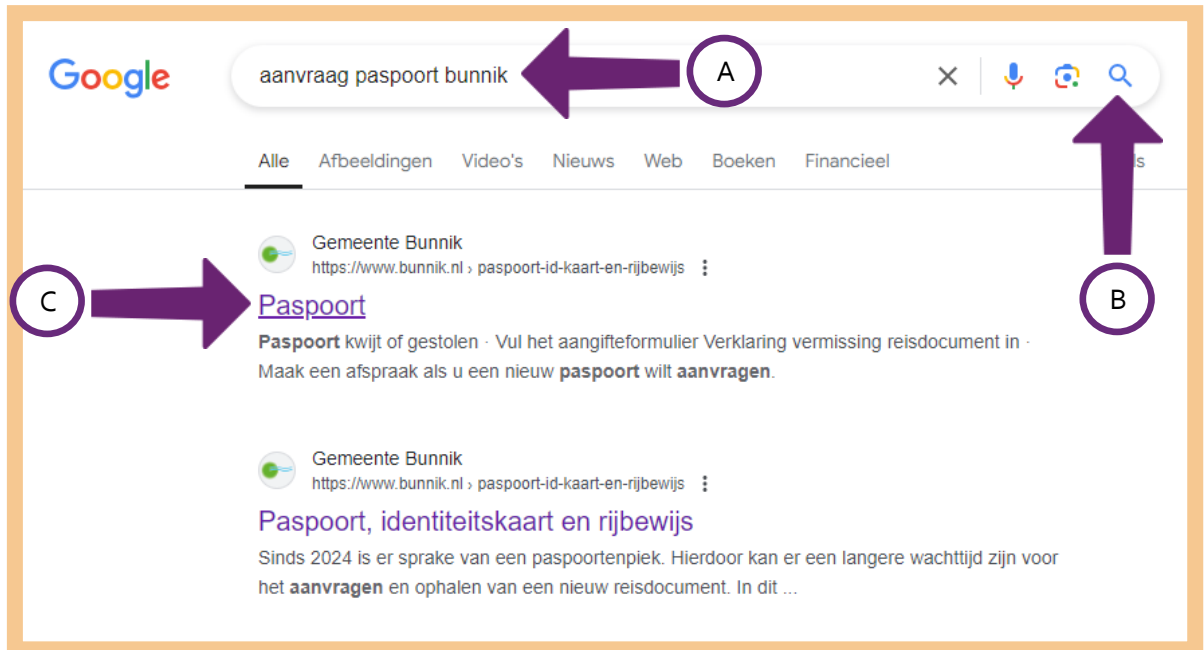 Google
aanvraag paspoort bunnik
A
Alle Afbeeldingen Video's Nieuws Web Boeken Financieel
Gemeente Bunnik
https://www.bunnik.nl › paspoort-id-kaart-en-rijbewijs
B
C
Paspoort
Paspoort kwijt of gestolen · Vul het aangifteformulier Verklaring vermissing reisdocument in ·
Maak een afspraak als u een nieuw paspoort wilt aanvragen.
Gemeente Bunnik
https://www.bunnik.nl › paspoort-id-kaart-en-rijbewijs
Paspoort, identiteitskaart en rijbewijs
Sinds 2024 is er sprake van een paspoortenpiek. Hierdoor kan er een langere wachttijd zijn voor
het aanvragen en ophalen van een nieuw reisdocument. In dit ...